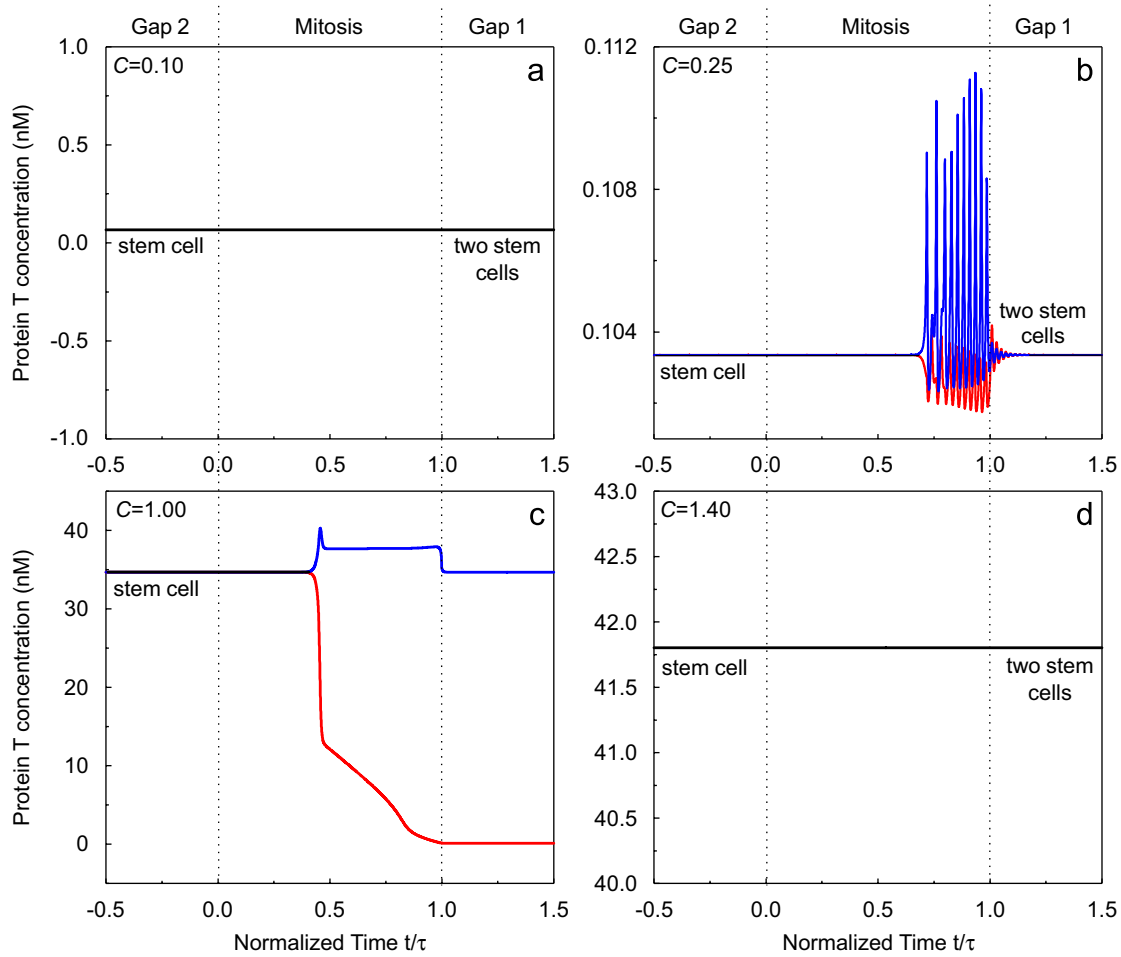 Gap 2 Mitosis Gap 1 Gap 2 Mitosis Gap 1
C=0.10 a
1.0
0.5
0.0
-0.5
-1.0
Protein T concentration (nM)
stem cell
two stem
cells
-0.5 0.0 0.5 1.0 1.5
C=0.25 b
0.112
0.108
0.104
two stem
cells
stem cell
-0.5 0.0 0.5 1.0 1.5
C=1.00 c
40
30
20
10
0
Protein T concentration (nM)
stem cell
-0.5 0.0 0.5 1.0 1.5
Normalized Time t/τ
C=1.40 d
43.0
42.5
42.0
41.5
41.0
40.5
40.0
stem cell
two stem
cells
-0.5 0.0 0.5 1.0 1.5
Normalized Time t/τ